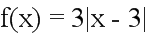 f(x) = 3|x - 3|